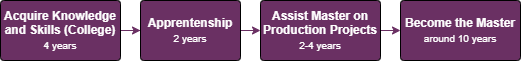 Acquire Knowledge
and Skills (College)
4 years
Apprentenship
2 years
Assist Master on
Production Projects
2-4 years
Become the Master
around 10 years